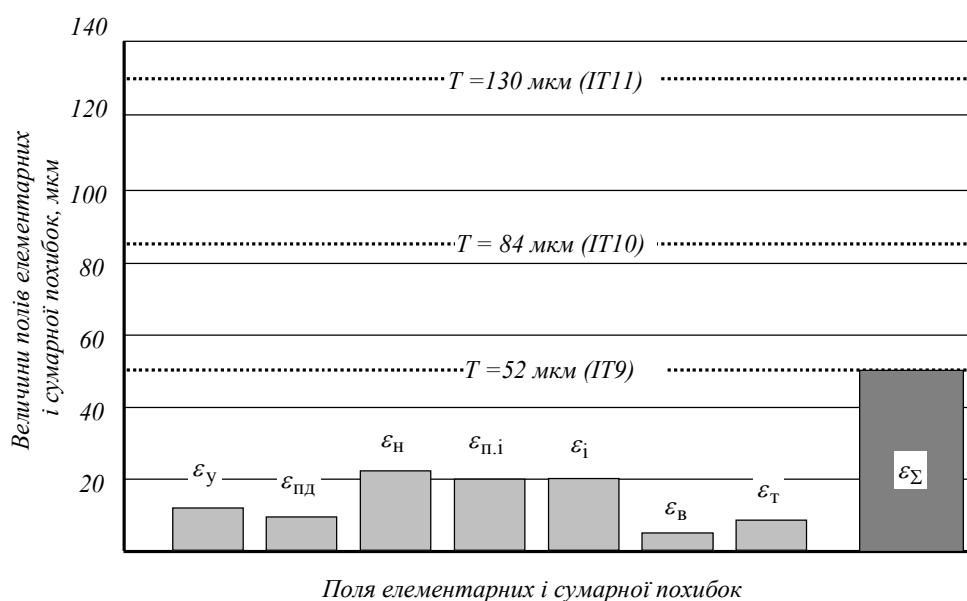 Величини полів елементарних
і сумарної похибок, мкм
140
120
100
80
60
40
20
T =130 мкм (IT11)
T = 84 мкм (IT10)
T =52 мкм (IT9)
εу
εпд
εн
εп.і
εі
εв
εт
εΣ
Поля елементарних і сумарної похибок